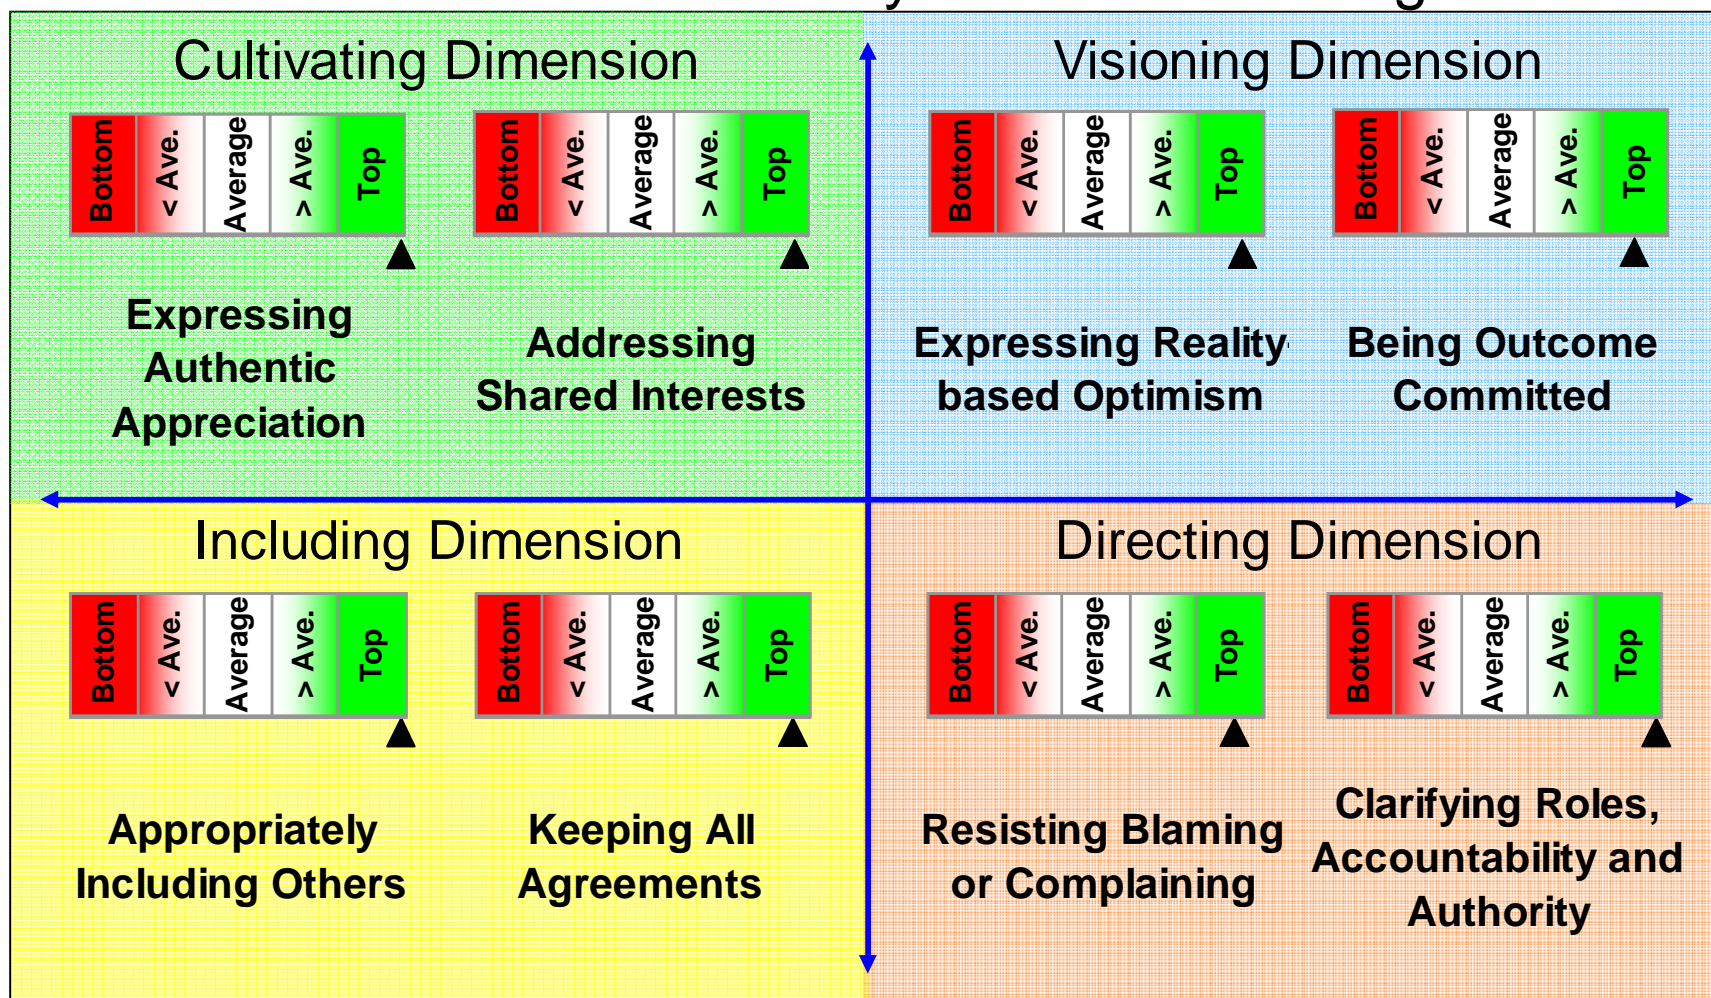 Cultivating Dimension
Bottom
< Ave.
Average
> Ave.
Top
Bottom
< Ave.
Average
> Ave.
Top
Expressing
Authentic
Appreciation
Addressing
Shared Interests
Visioning Dimension
Bottom
< Ave.
Average
> Ave.
Top
Bottom
< Ave.
Average
> Ave.
Top
Expressing Reality-
based Optimism
Being Outcome
Committed
Including Dimension
Bottom
< Ave.
Average
> Ave.
Top
Bottom
< Ave.
Average
> Ave.
Top
Appropriately
Including Others
Keeping All
Agreements
Directing Dimension
Bottom
< Ave.
Average
> Ave.
Top
Bottom
< Ave.
Average
> Ave.
Top
Resisting Blaming
or Complaining
Clarifying Roles,
Accountability and
Authority